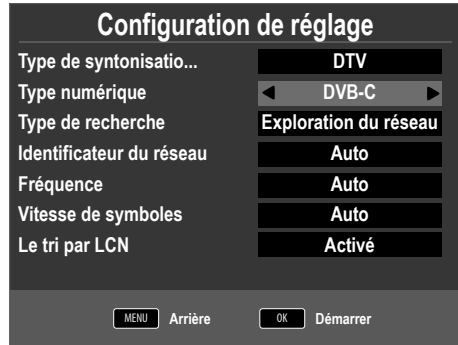 Configuration de réglage
Type de syntonisatio... DTV
Type numérique DVB-C
Type de recherche Exploration du réseau
Identificateur du réseau Auto
Fréquence Auto
Vitesse de symboles Auto
Le tri par LCN Activé
MENU Arrière OK Démarrer